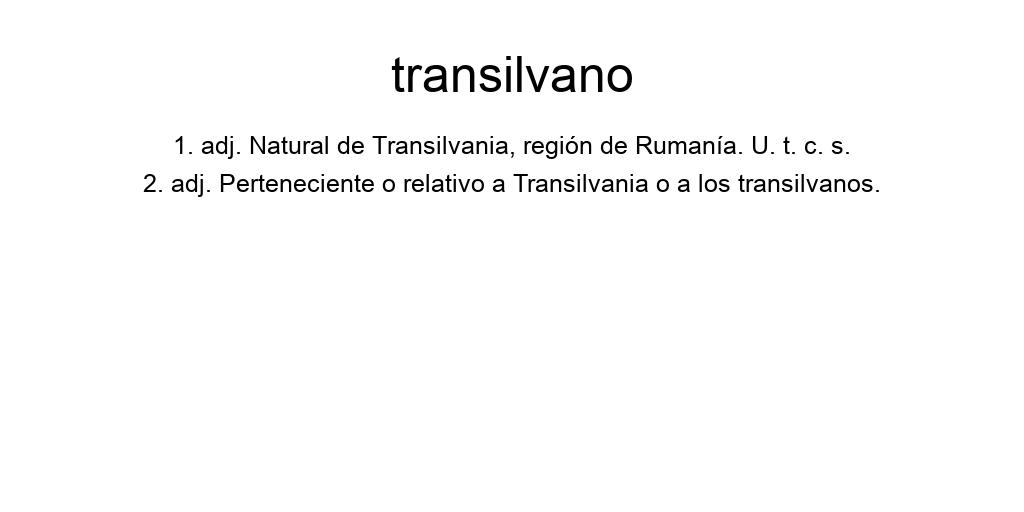 transilvano
1. adj. Natural de Transilvania, región de Rumanía. U. t. c. s.
2. adj. Perteneciente o relativo a Transilvania o a los transilvanos.